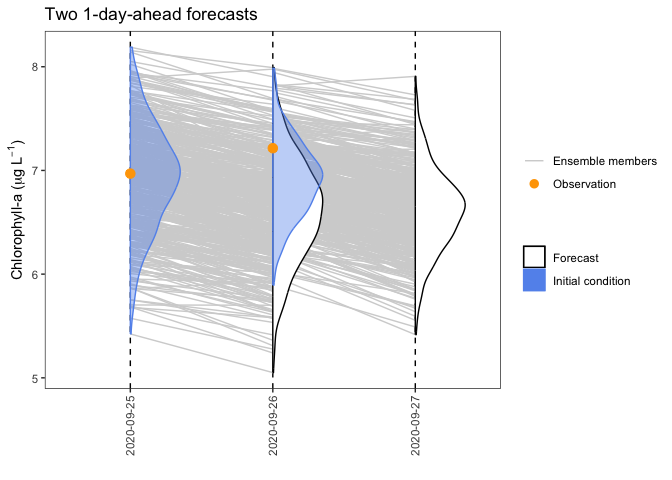 Two 1-day-ahead forecasts
Chlorophyll-a (μg L⁻¹)
8
7
6
5
2020-09-25
2020-09-26
2020-09-27
Ensemble members
Observation
Forecast
Initial condition